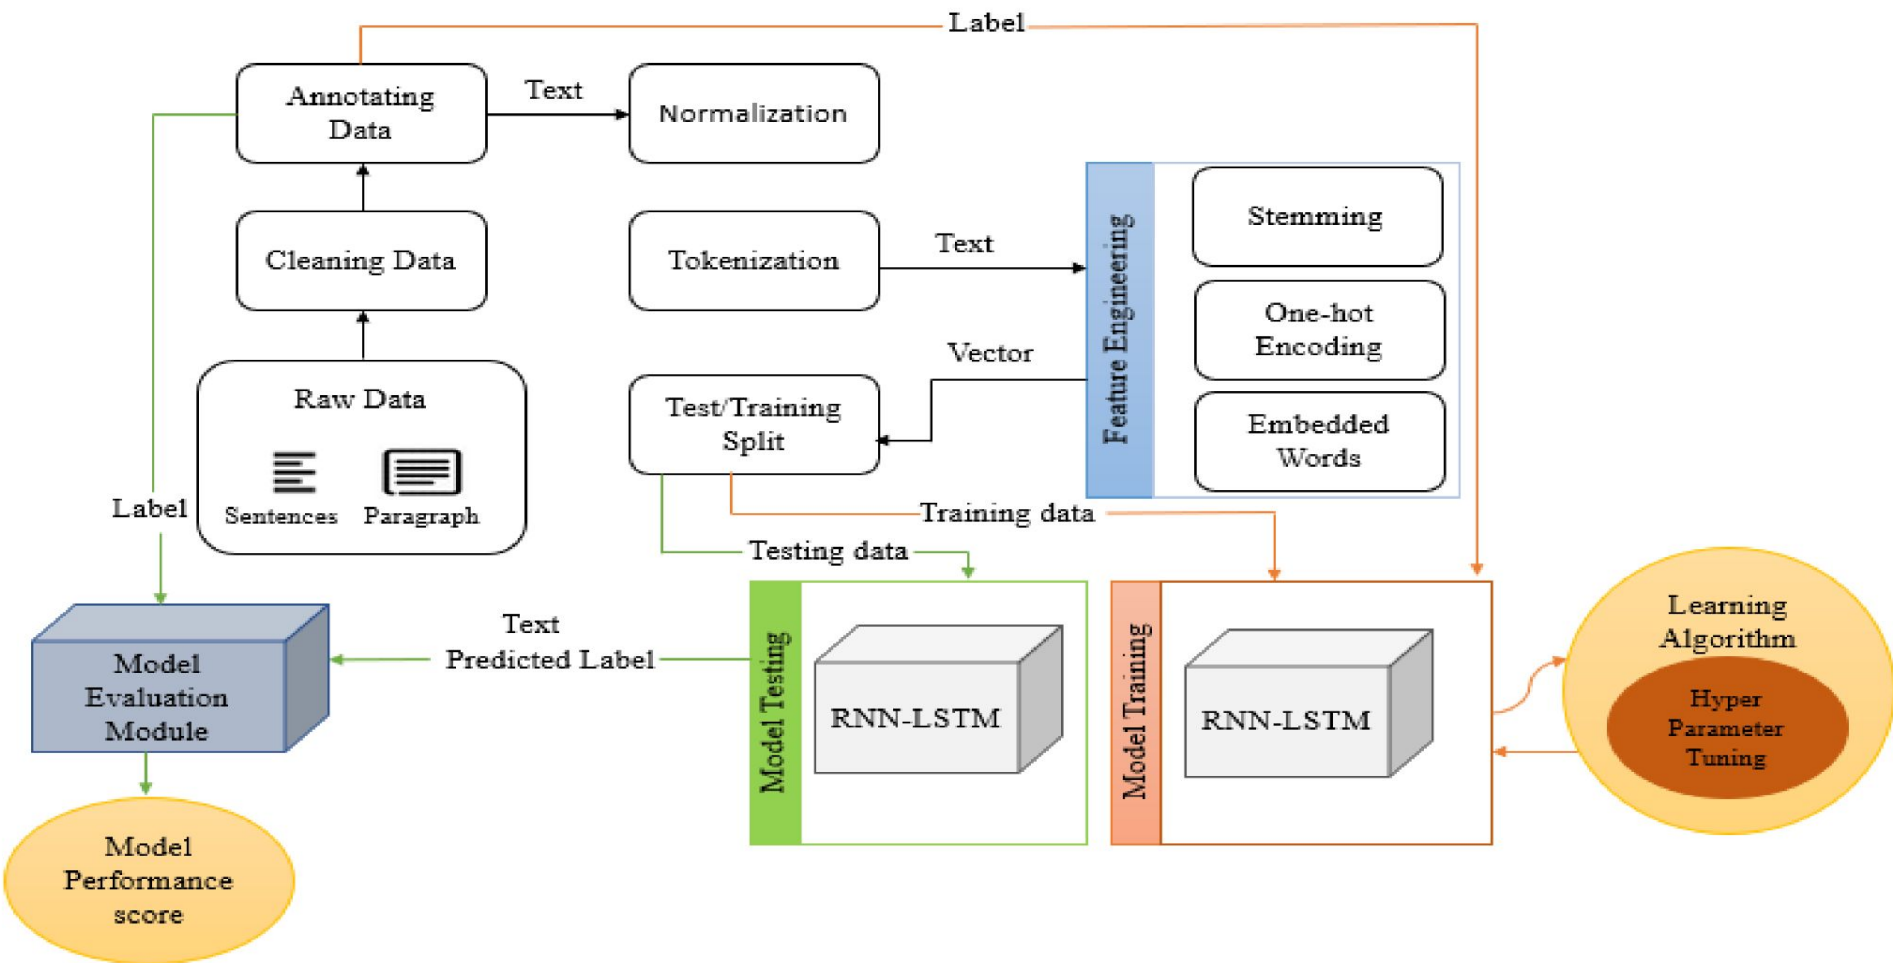 Label
Annotating
Data
Text
Normalization
Cleaning Data
Tokenization
Text
Feature Engineering
Stemming
One-hot
Encoding
Embedded
Words
Vector
Raw Data
Sentences
Paragraph
Test/Training
Split
Label
Training data
Testing data
Text
Predicted Label
Model
Evaluation
Module
Model Testing
RNN-LSTM
Model Training
RNN-LSTM
Learning
Algorithm
Hyper
Parameter
Tuning
Model
Performance
score